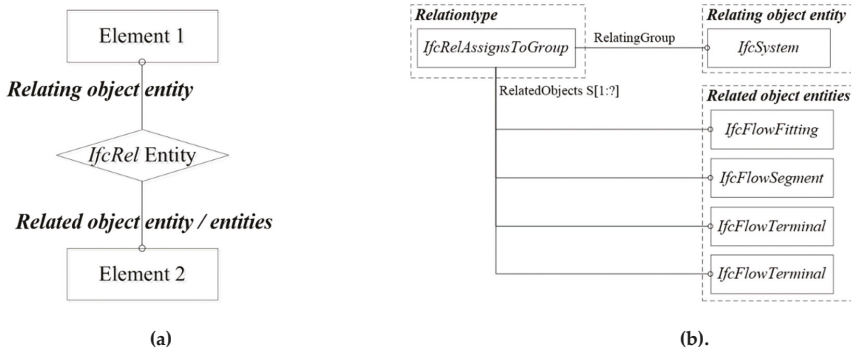 Element 1
Relating object entity
IfcRel Entity
Related object entity / entities
Element 2
(a)
Relationtype
IfcRelAssignsToGroup
RelatingGroup
Relating object entity
IfcSystem
RelatedObjects S[1:?]
Related object entities
IfcFlowFitting
IfcFlowSegment
IfcFlowTerminal
IfcFlowTerminal
(b).